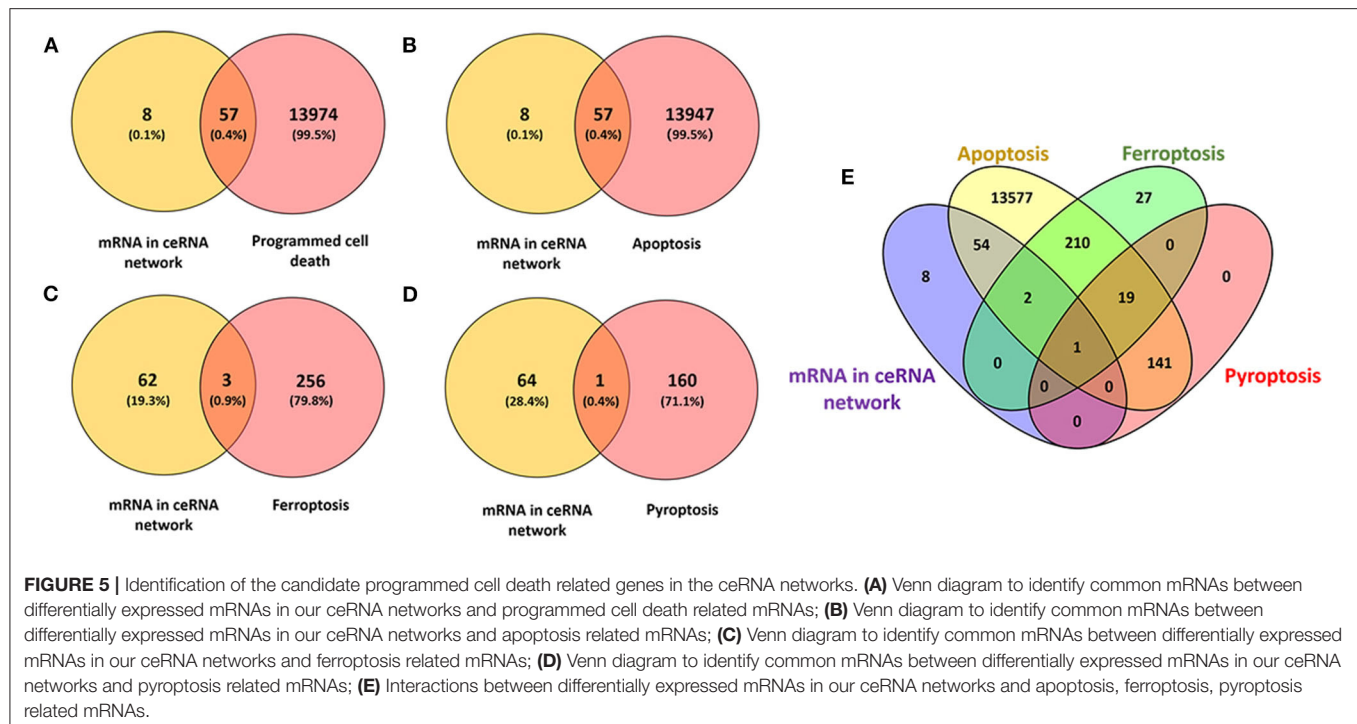 A
8
(0.1%)
57
(0.4%)
13974
(99.5%)
mRNA in ceRNA
network
Programmed cell
death
B
8
(0.1%)
57
(0.4%)
13947
(99.5%)
mRNA in ceRNA
network
Apoptosis
C
62
(19.3%)
3
(0.9%)
256
(79.8%)
mRNA in ceRNA
network
Ferroptosis
D
64
(28.4%)
1
(0.4%)
160
(71.1%)
mRNA in ceRNA
network
Pyroptosis
E
Apoptosis
Ferroptosis
13577
27
54
210
0
8
2
19
0
1
0
141
0
0
0
mRNA in ceRNA
network
Pyroptosis
FIGURE 5 | Identification of the candidate programmed cell death related genes in the ceRNA networks. (A) Venn diagram to identify common mRNAs between
differentially expressed mRNAs in our ceRNA networks and programmed cell death related mRNAs; (B) Venn diagram to identify common mRNAs between
differentially expressed mRNAs in our ceRNA networks and apoptosis related mRNAs; (C) Venn diagram to identify common mRNAs between differentially expressed
mRNAs in our ceRNA networks and ferroptosis related mRNAs; (D) Venn diagram to identify common mRNAs between differentially expressed mRNAs in our ceRNA
networks and pyroptosis related mRNAs; (E) Interactions between differentially expressed mRNAs in our ceRNA networks and apoptosis, ferroptosis, pyroptosis
related mRNAs.